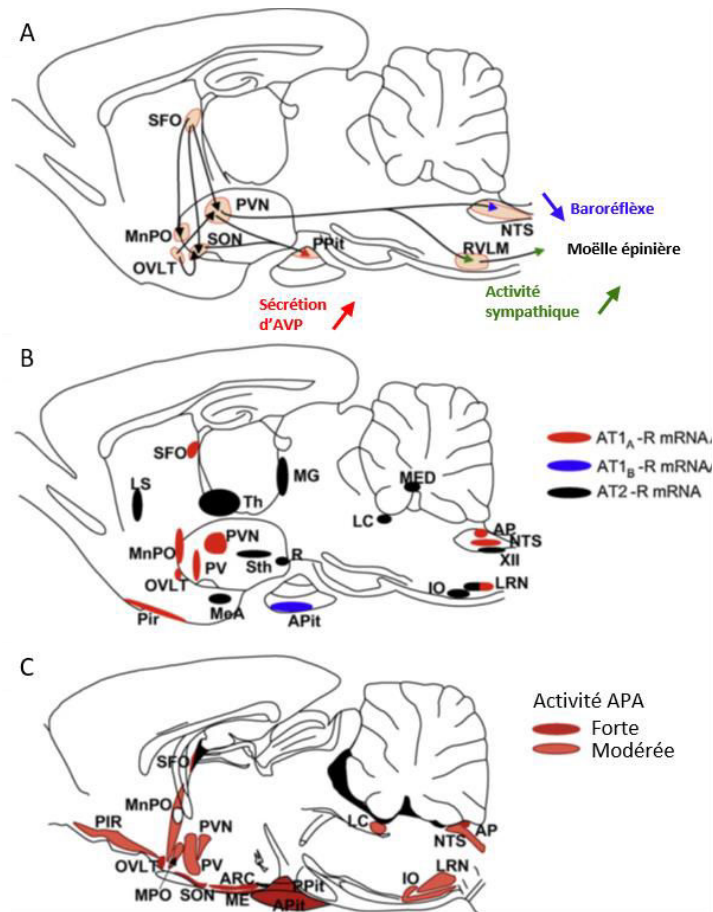 A
SFO
PVN
MnPO
SON
OVLT
PPit
NTS
RVLM
Baroréflèxe
Moëlle épinière
Sécrétion
d'AVP
Activité
sympathique
B
SFO
LS
MG
Th
MED
LC
AP
NTS
XII
MnPO
PVN
PV
Sth
R
OVLT
Pir
MeA
APit
IO
LRN
AT1A-R mRNA
AT1B-R mRNA
AT2-R mRNA
C
Activité APA
Forte
Modérée
SFO
MnPO
PIR
PVN
OVLT
PV
MPO
SON
ARC
ME
PPit
APit
LC
AP
NTS
IO
LRN